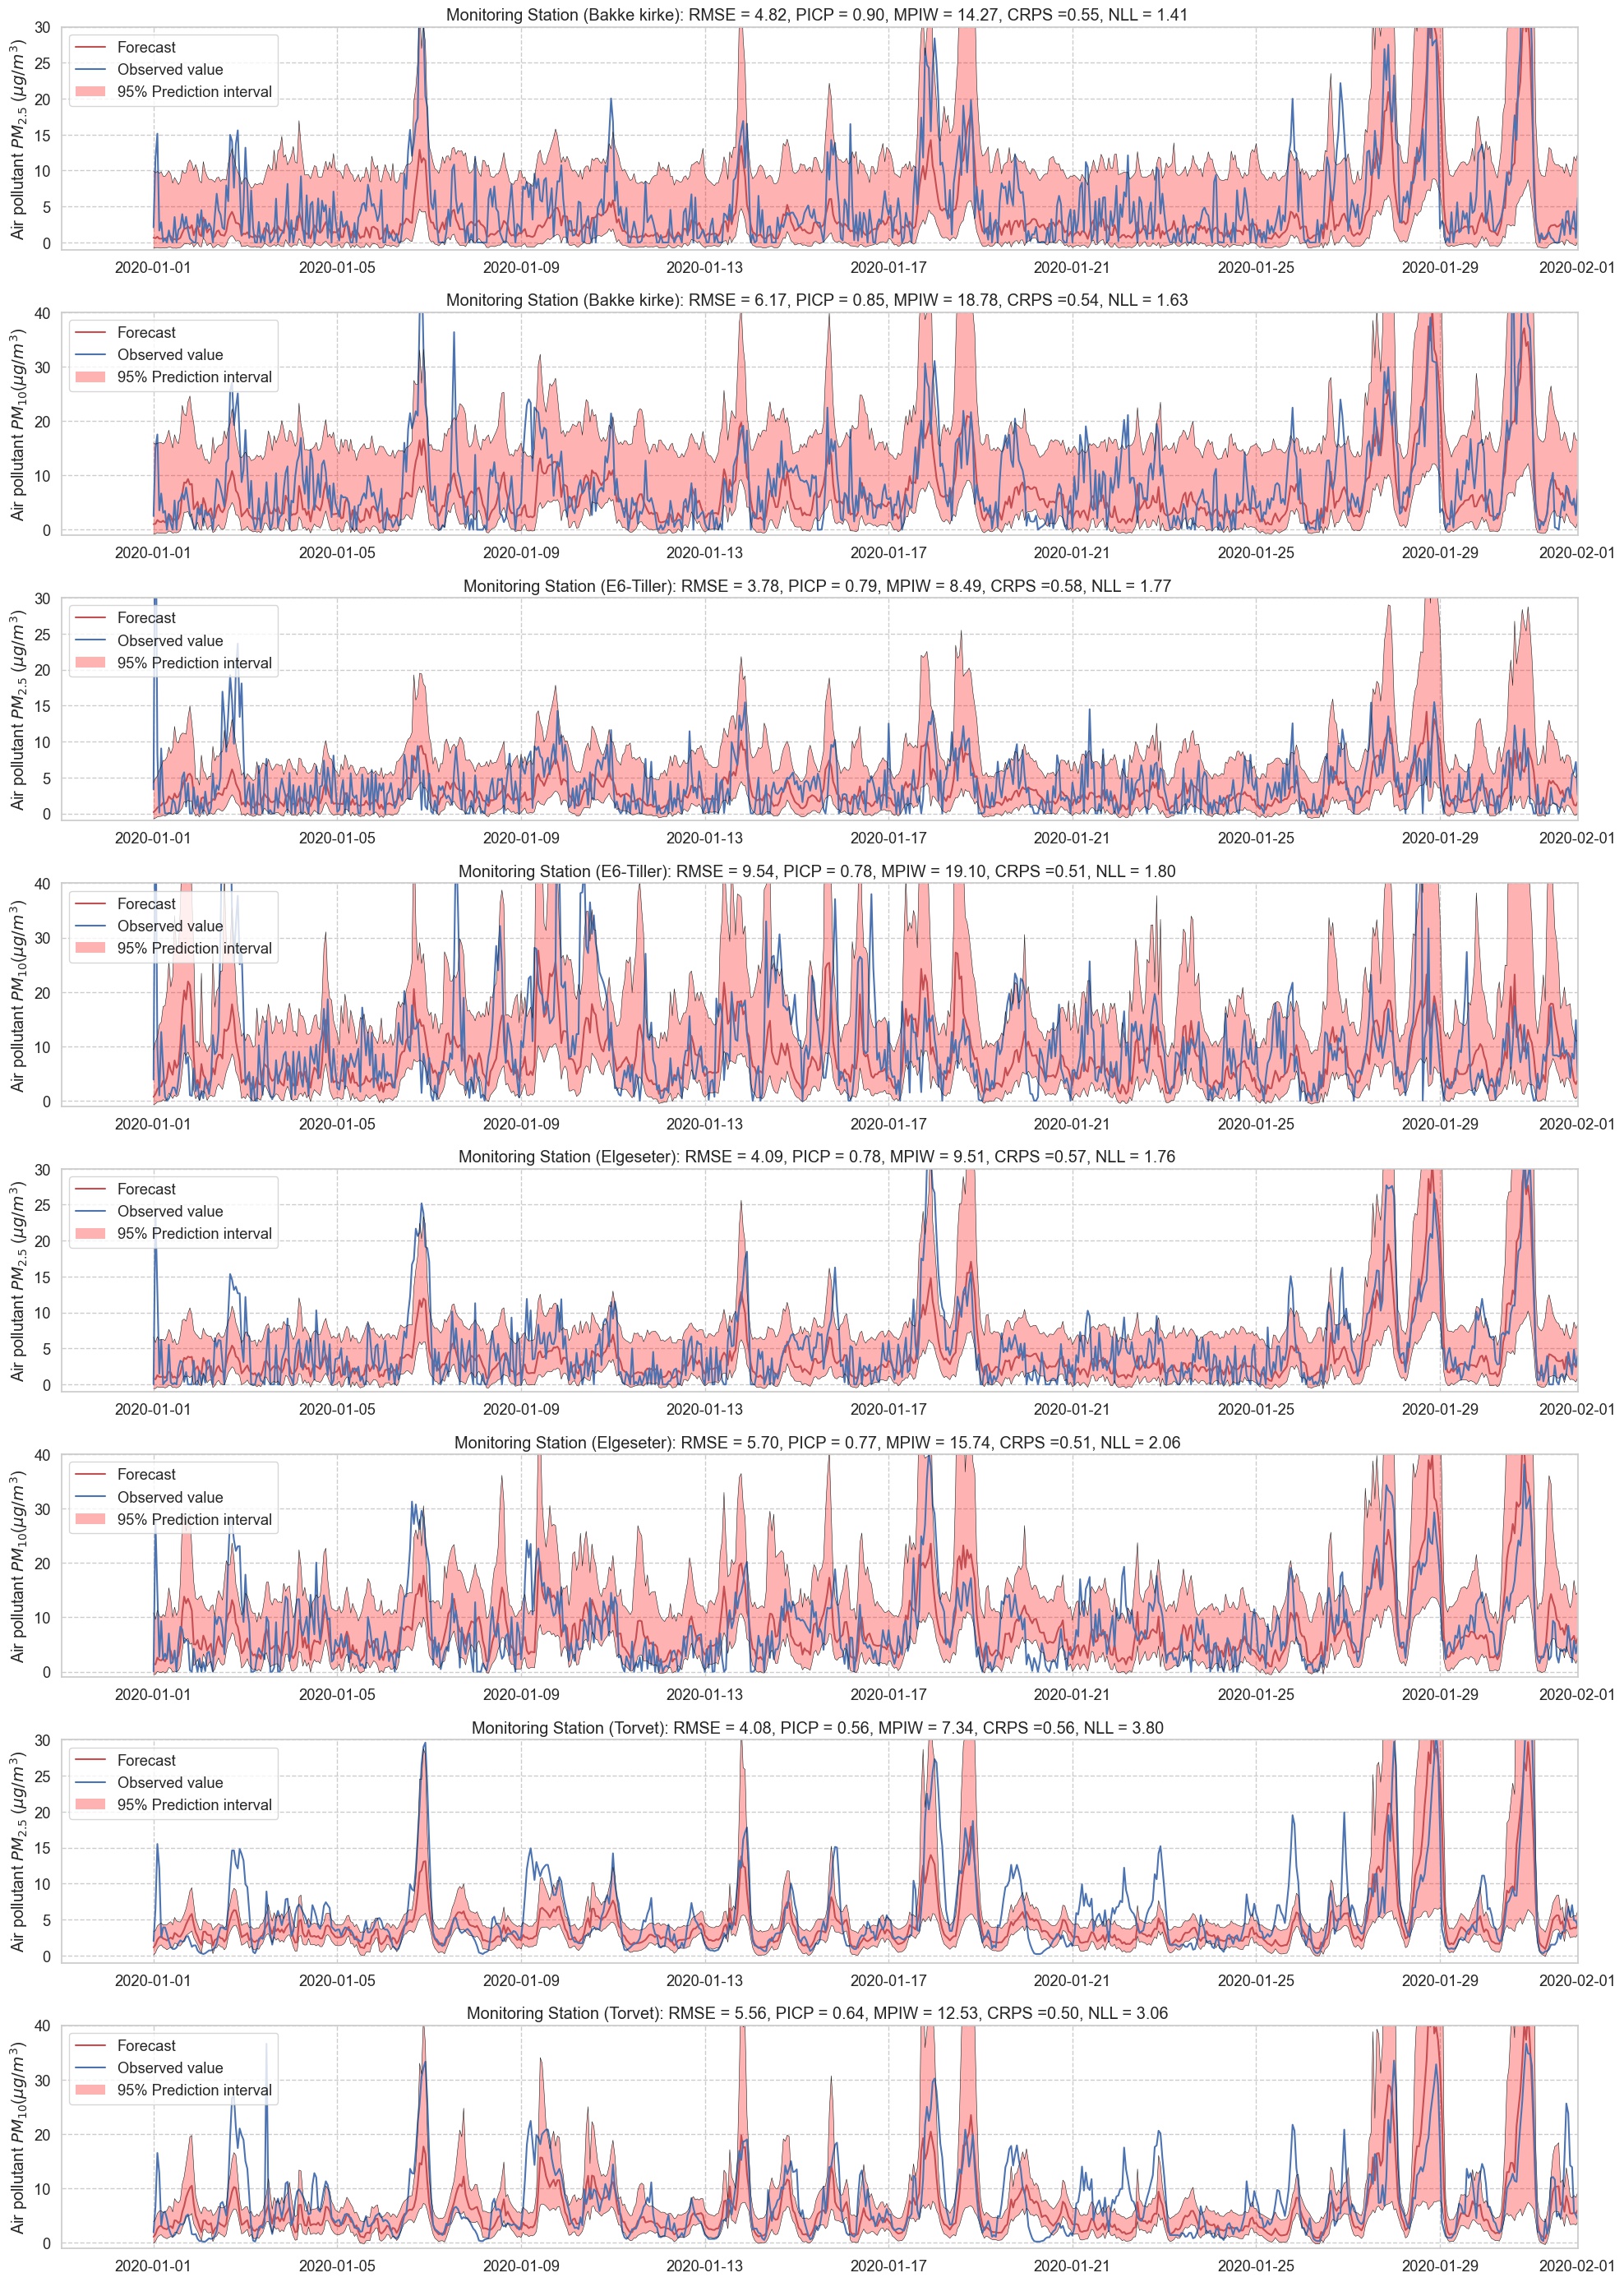 Monitoring Station (Bakke kirke): RMSE = 4.82, PICP = 0.90, MPIW = 14.27, CRPS =0.55, NLL = 1.41
Air pollutant PM2.5 (μg/m3)
30
25
20
15
10
5
0
Forecast
Observed value
95% Prediction interval
2020-01-01 2020-01-05 2020-01-09 2020-01-13 2020-01-17 2020-01-21 2020-01-25 2020-01-29 2020-02-01
Monitoring Station (Bakke kirke): RMSE = 6.17, PICP = 0.85, MPIW = 18.78, CRPS =0.54, NLL = 1.63
Air pollutant PM10(μg/m3)
40
30
20
10
0
Forecast
Observed value
95% Prediction interval
2020-01-01 2020-01-05 2020-01-09 2020-01-13 2020-01-17 2020-01-21 2020-01-25 2020-01-29 2020-02-01
Monitoring Station (E6-Tiller): RMSE = 3.78, PICP = 0.79, MPIW = 8.49, CRPS =0.58, NLL = 1.77
Air pollutant PM2.5 (μg/m3)
30
25
20
15
10
5
0
Forecast
Observed value
95% Prediction interval
2020-01-01 2020-01-05 2020-01-09 2020-01-13 2020-01-17 2020-01-21 2020-01-25 2020-01-29 2020-02-01
Monitoring Station (E6-Tiller): RMSE = 9.54, PICP = 0.78, MPIW = 19.10, CRPS =0.51, NLL = 1.80
Air pollutant PM10(μg/m3)
40
30
20
10
0
Forecast
Observed value
95% Prediction interval
2020-01-01 2020-01-05 2020-01-09 2020-01-13 2020-01-17 2020-01-21 2020-01-25 2020-01-29 2020-02-01
Monitoring Station (Elgeseter): RMSE = 4.09, PICP = 0.78, MPIW = 9.51, CRPS =0.57, NLL = 1.76
Air pollutant PM2.5 (μg/m3)
30
25
20
15
10
5
0
Forecast
Observed value
95% Prediction interval
2020-01-01 2020-01-05 2020-01-09 2020-01-13 2020-01-17 2020-01-21 2020-01-25 2020-01-29 2020-02-01
Monitoring Station (Elgeseter): RMSE = 5.70, PICP = 0.77, MPIW = 15.74, CRPS =0.51, NLL = 2.06
Air pollutant PM10(μg/m3)
40
30
20
10
0
Forecast
Observed value
95% Prediction interval
2020-01-01 2020-01-05 2020-01-09 2020-01-13 2020-01-17 2020-01-21 2020-01-25 2020-01-29 2020-02-01
Monitoring Station (Torvet): RMSE = 4.08, PICP = 0.56, MPIW = 7.34, CRPS =0.56, NLL = 3.80
Air pollutant PM2.5 (μg/m3)
30
25
20
15
10
5
0
Forecast
Observed value
95% Prediction interval
2020-01-01 2020-01-05 2020-01-09 2020-01-13 2020-01-17 2020-01-21 2020-01-25 2020-01-29 2020-02-01
Monitoring Station (Torvet): RMSE = 5.56, PICP = 0.64, MPIW = 12.53, CRPS =0.50, NLL = 3.06
Air pollutant PM10(μg/m3)
40
30
20
10
0
Forecast
Observed value
95% Prediction interval
2020-01-01 2020-01-05 2020-01-09 2020-01-13 2020-01-17 2020-01-21 2020-01-25 2020-01-29 2020-02-01